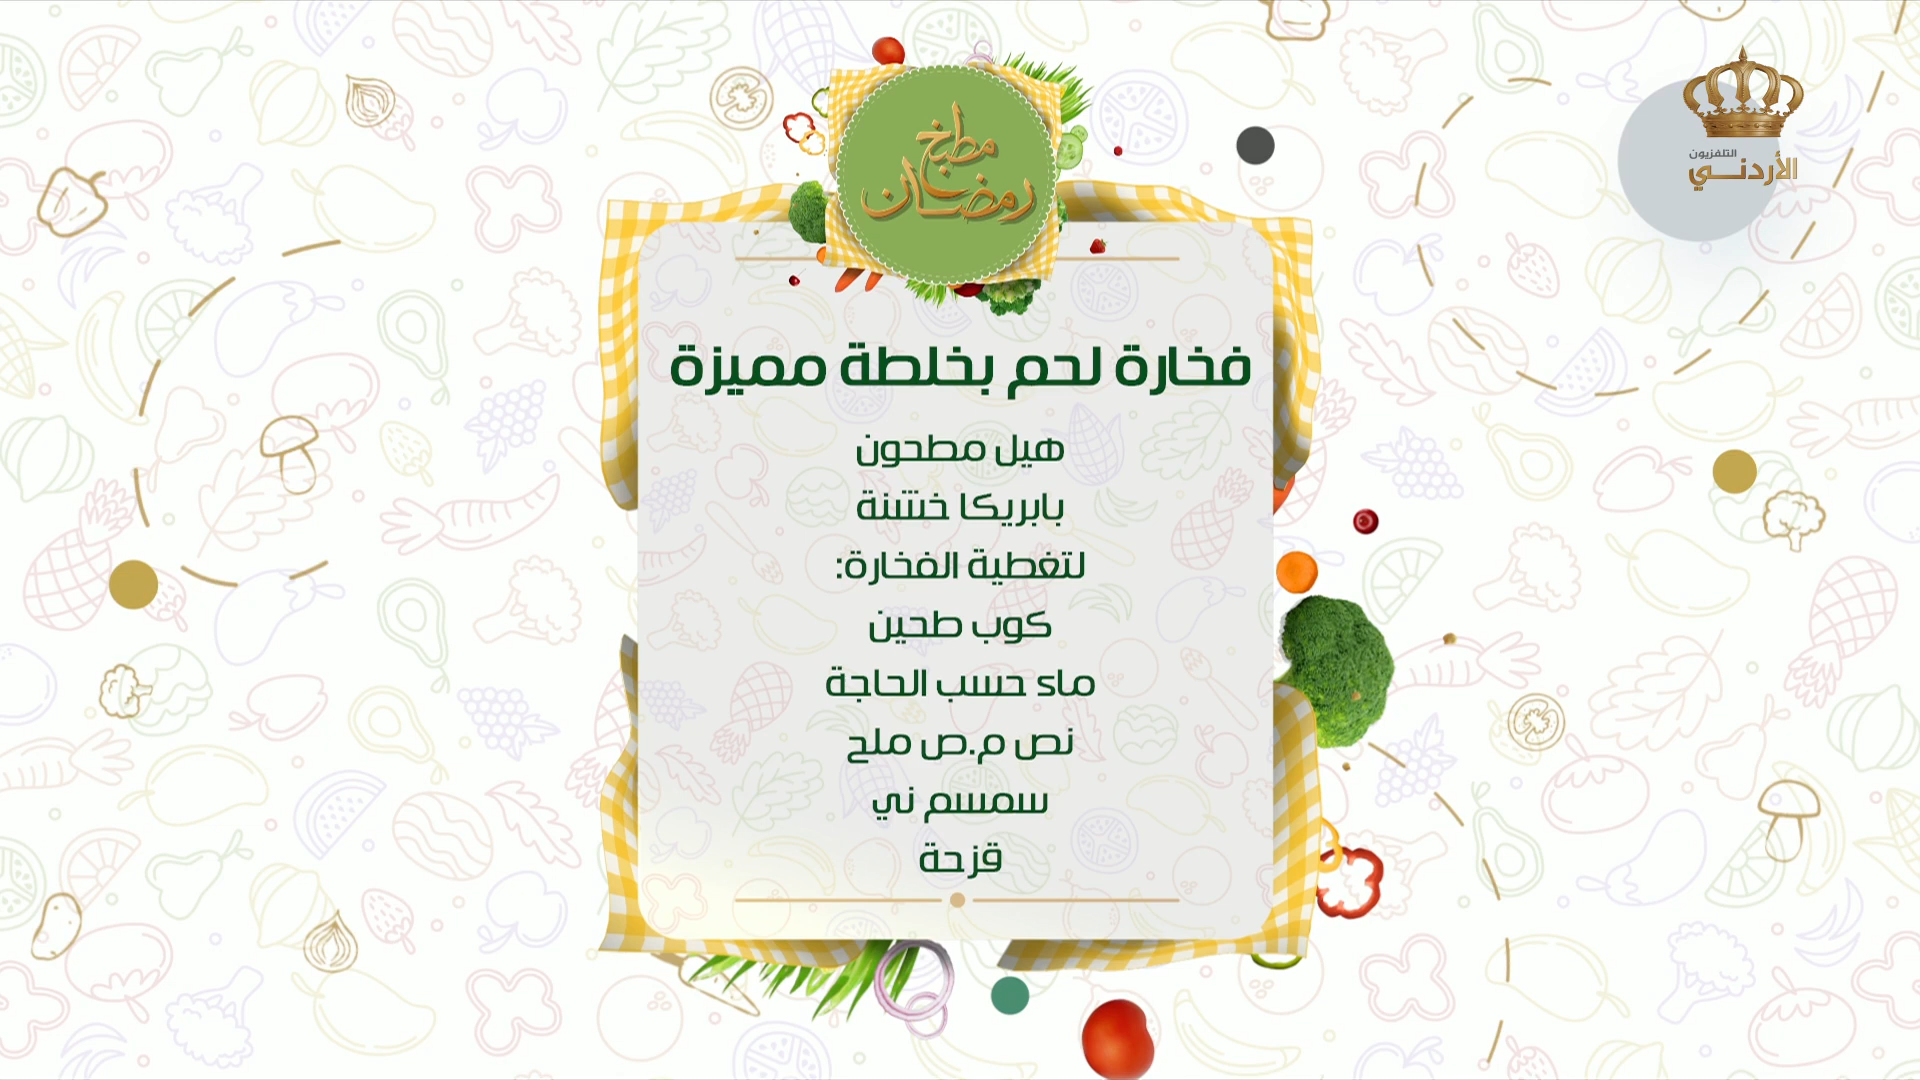 مطبخ
رمضان
التلفزيون
الأردنـــي
فخارة لحم بخلطة مميزة
هيل مطحون
بابريكا خشنة
لتغطية الفخارة:
كوب طحين
ماء حسب الحاجة
نص م.ص ملح
سمسم ني
قزحة